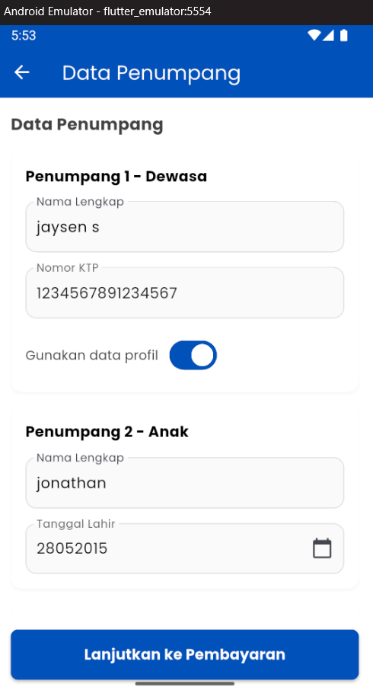 Android Emulator - flutter_emulator:5554
5:53
Data Penumpang
Data Penumpang
Penumpang 1 - Dewasa
Nama Lengkap
jaysen s
Nomor KTP
1234567891234567
Gunakan data profil
Penumpang 2 - Anak
Nama Lengkap
jonathan
Tanggal Lahir
28052015
Lanjutkan ke Pembayaran